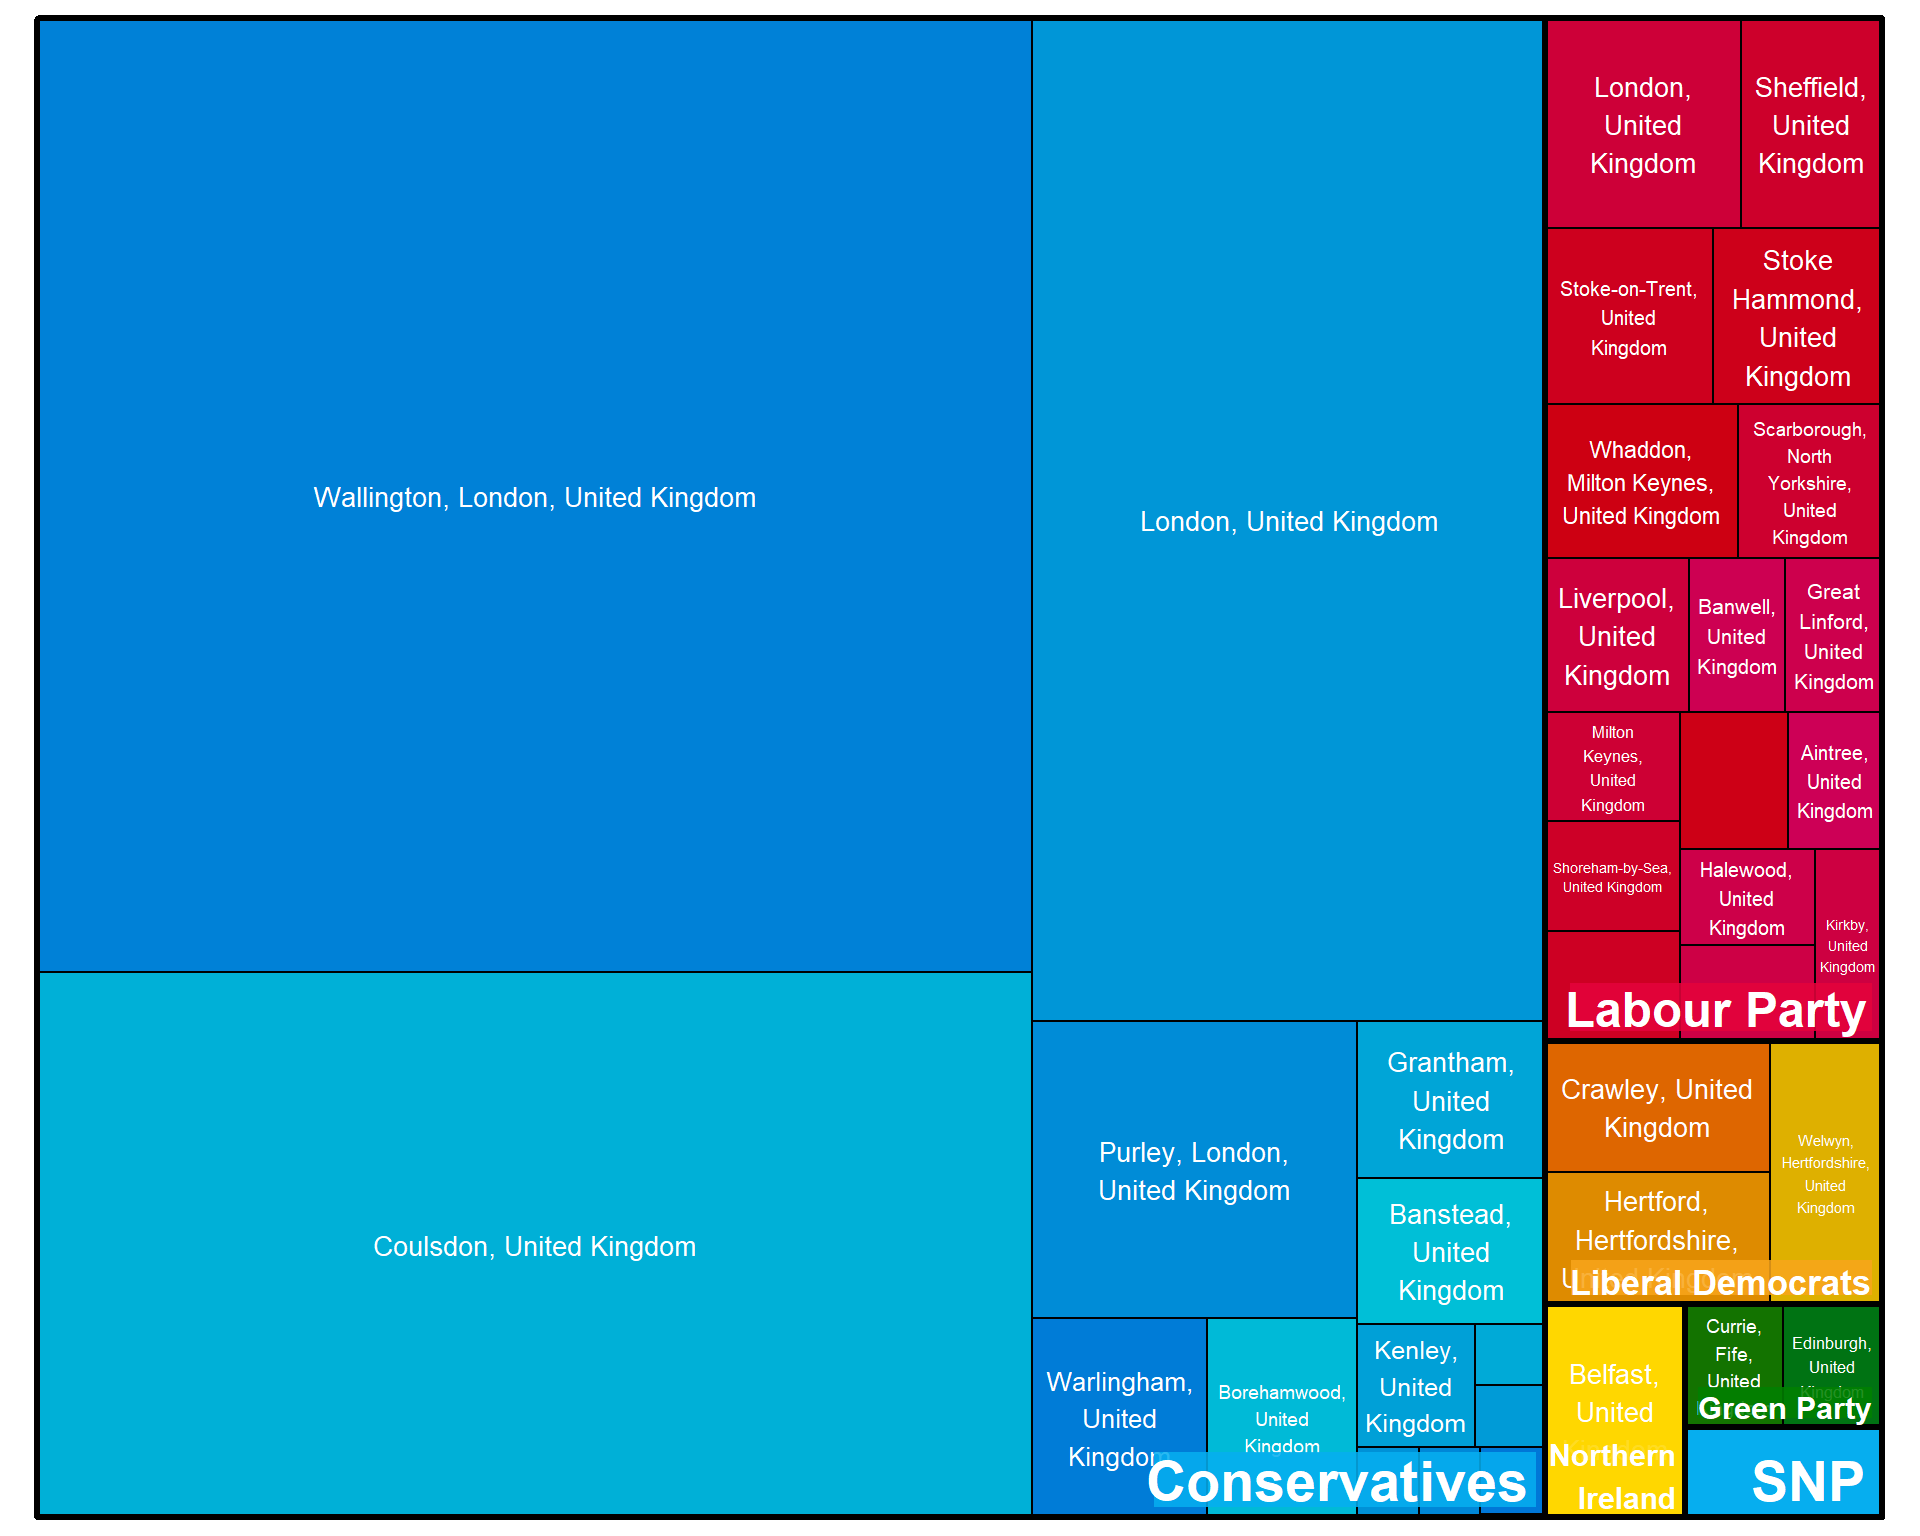 Wallington, London, United Kingdom
Coulsdon, United Kingdom
London, United Kingdom
Purley, London,
United Kingdom
Grantham,
United
Kingdom
Banstead,
United
Kingdom
Warlingham,
United
Kingdom
Borehamwood,
United
Kingdom
Kenley,
United
Kingdom
Conservatives
London,
United
Kingdom
Sheffield,
United
Kingdom
Stoke-on-Trent,
United
Kingdom
Stoke
Hammond,
United
Kingdom
Whaddon,
Milton Keynes,
United Kingdom
Scarborough,
North
Yorkshire,
United
Kingdom
Liverpool,
United
Kingdom
Banwell,
United
Kingdom
Great
Linford,
United
Kingdom
Milton
Keynes,
United
Kingdom
Aintree,
United
Kingdom
Shoreham-by-Sea,
United Kingdom
Halewood,
United
Kingdom
Kirkby,
United
Kingdom
Labour Party
Crawley, United
Kingdom
Welwyn,
Hertfordshire,
United
Kingdom
Hertford,
Hertfordshire,
United Kingdom
Liberal Democrats
Belfast,
United
Northern
Ireland
Currie,
Fife,
United
Edinburgh,
United
Kingdom
Green Party
SNP